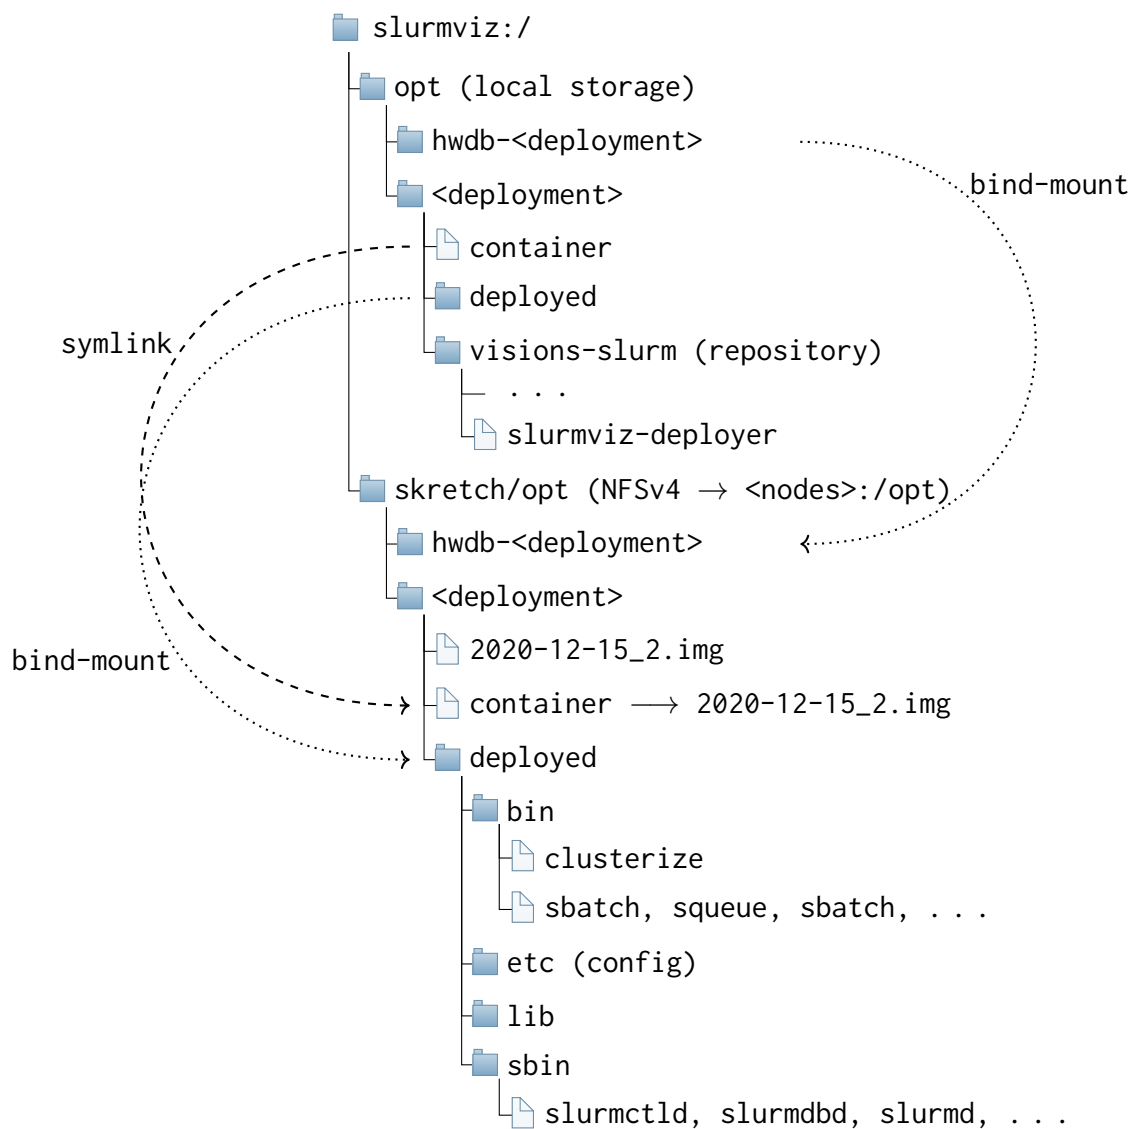 slurmviz:/
opt (local storage)
hwdb-<deployment>
bind-mount
<deployment>
container
deployed
symlink
visions-slurm (repository)
...
slurmviz-deployer
skretch/opt (NFSv4 → <nodes>:/opt)
hwdb-<deployment>
<deployment>
2020-12-15_2.img
bind-mount
container ⟶ 2020-12-15_2.img
deployed
bin
clusterize
sbatch, squeue, sbatch, ...
etc (config)
lib
sbin
slurmctld, slurmdbd, slurmd, ...